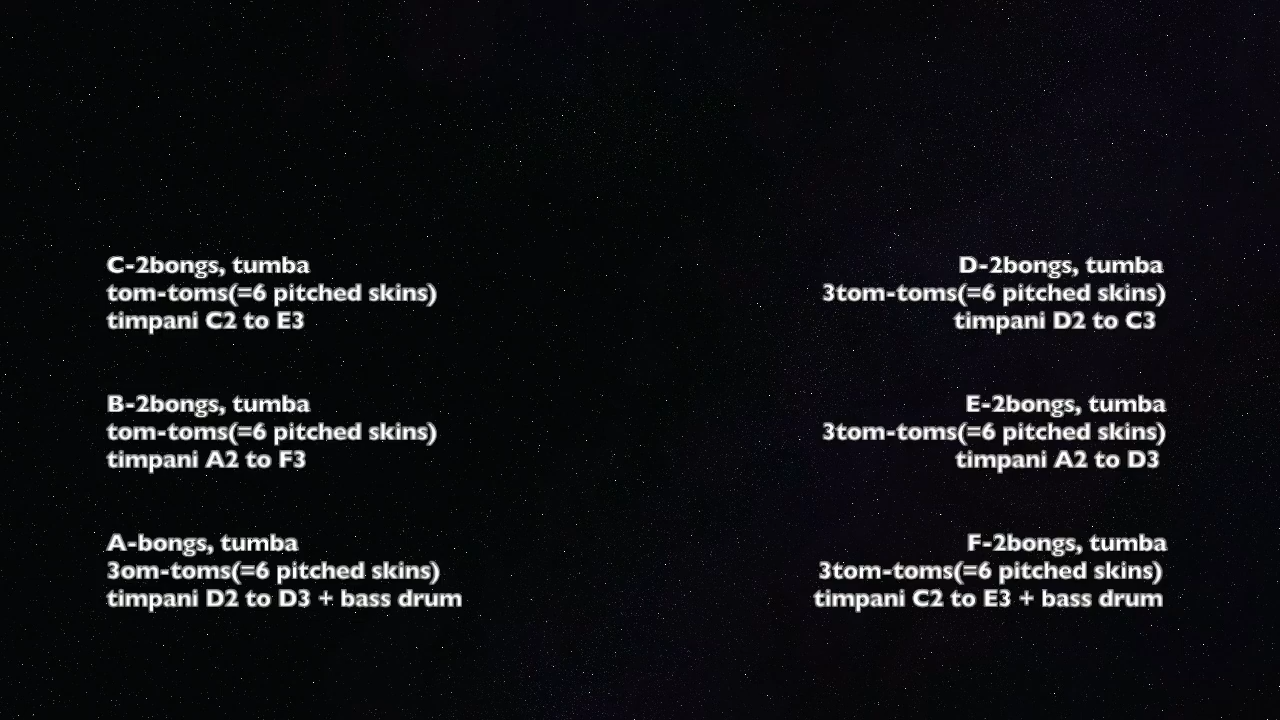 C-2bongs, tumba
tom-toms(=6 pitched skins)
timpani C2 to E3
B-2bongs, tumba
tom-toms(=6 pitched skins)
timpani A2 to F3
A-bongs, tumba
3om-toms(=6 pitched skins)
timpani D2 to D3 + bass drum
D-2bongs, tumba
3tom-toms(=6 pitched skins)
timpani D2 to C3
E-2bongs, tumba
3tom-toms(=6 pitched skins)
timpani A2 to D3
F-2bongs, tumba
3tom-toms(=6 pitched skins)
timpani C2 to E3 + bass drum